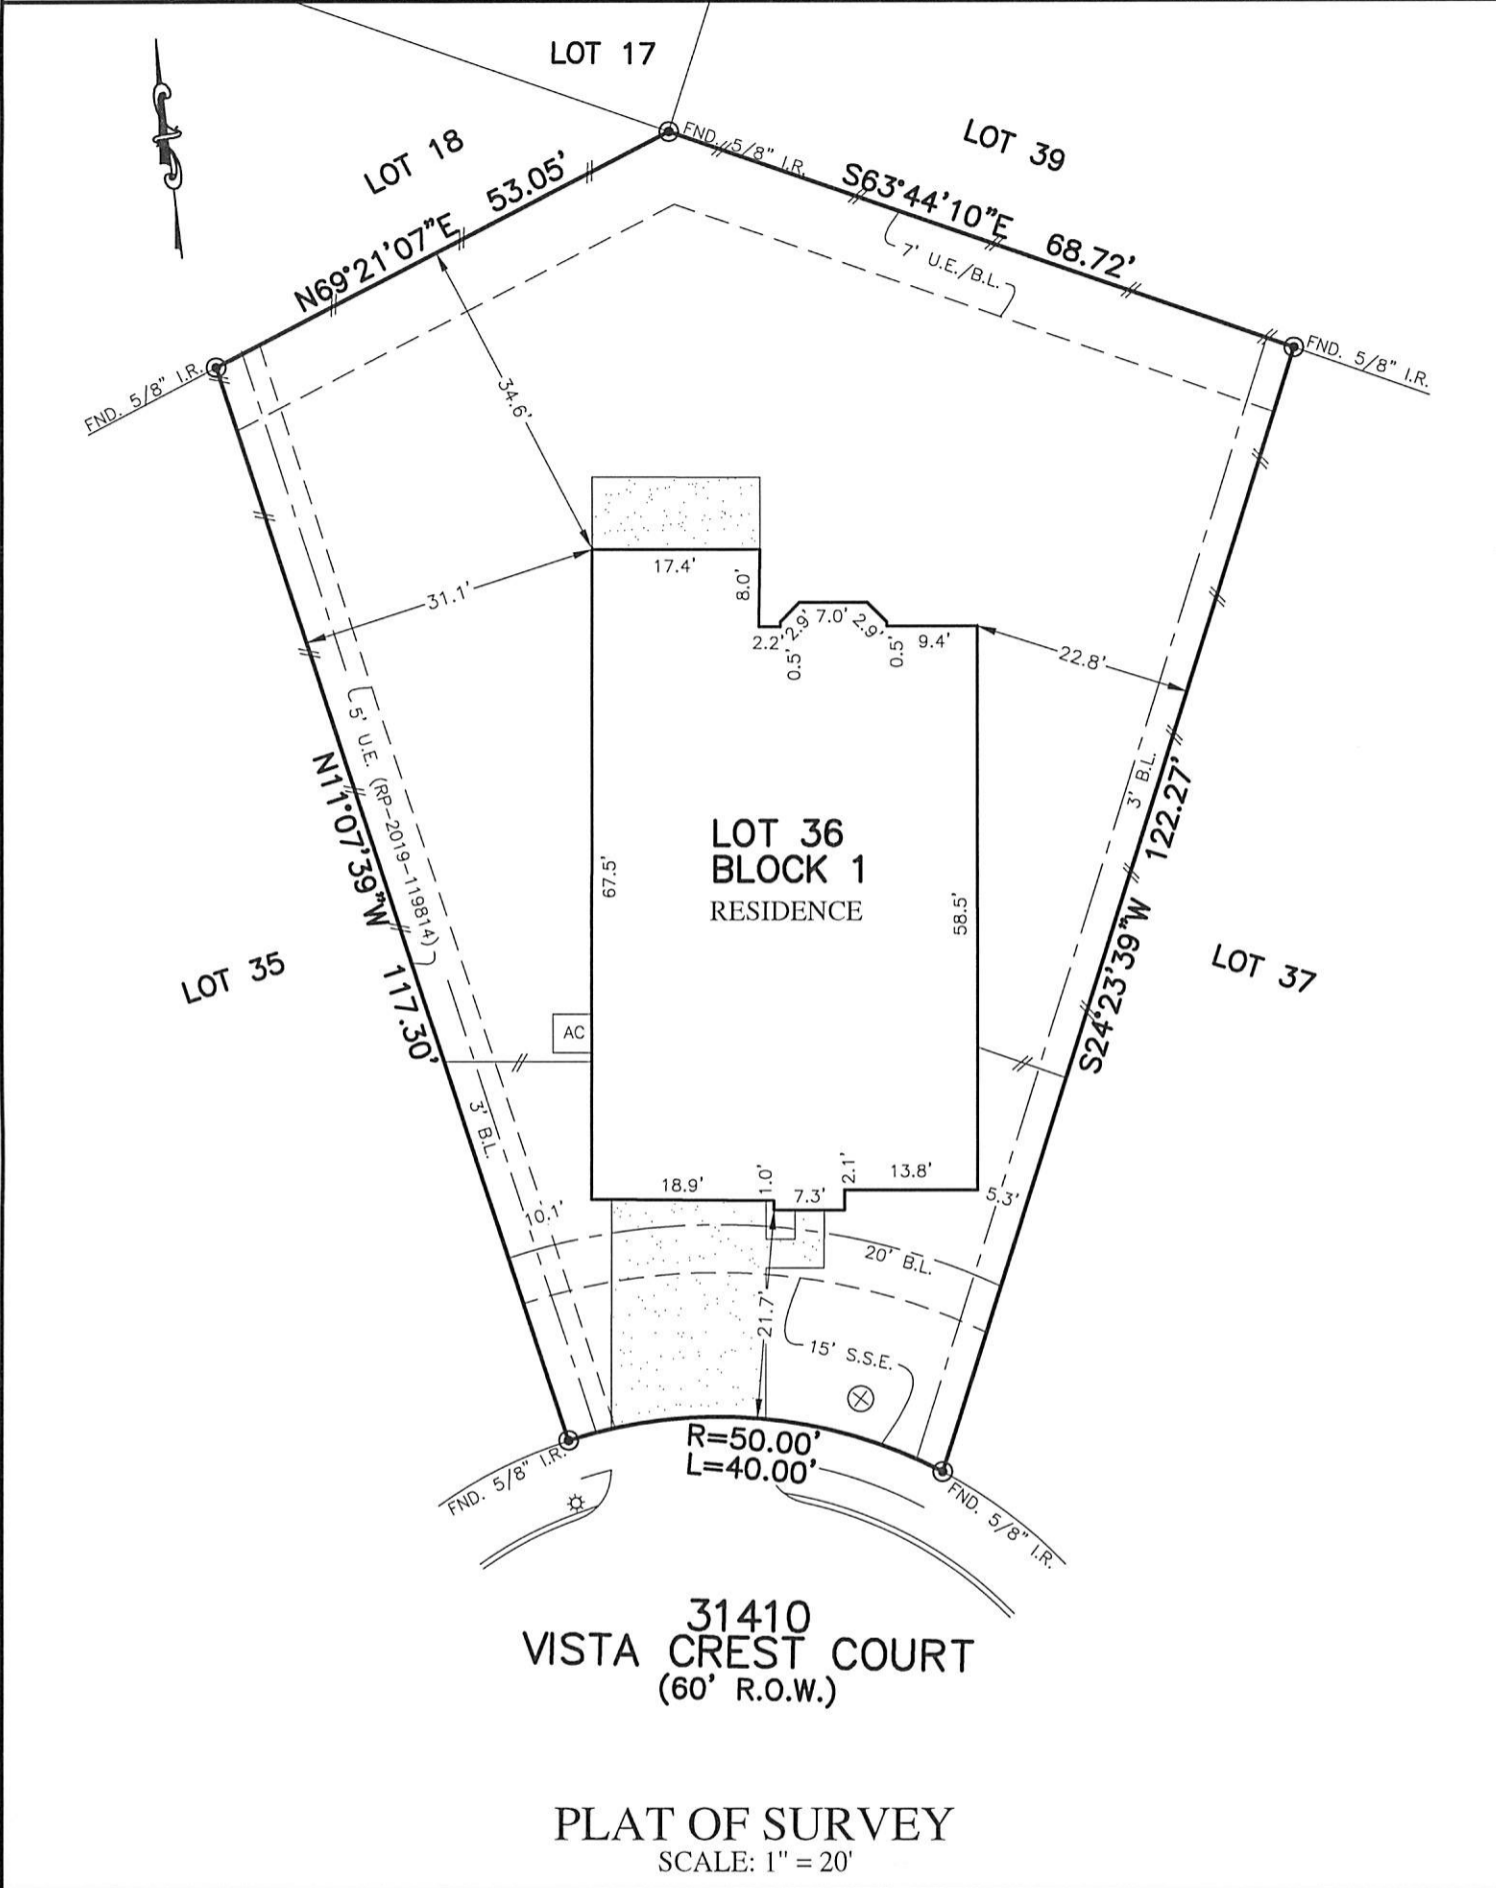 LOT 17
LOT 39
LOT 18
FND. 5/8" I.R.
N69°21'07"E 53.05'
S63°44'10"E 68.72'
7' U.E./B.L.
FND. 5/8" I.R.
FND. 5/8" I.R.
34.6'
17.4'
8.0'
31.1'
2.2'
2.9'
7.0'
2.9'
0.5'
0.5'
9.4'
22.8'
5' U.E. (RP-2019-119814)
3' B.L.
N11°07'39"W 117.30'
S24°23'39"W 122.27'
LOT 36
BLOCK 1
RESIDENCE
67.5'
58.5'
LOT 35
LOT 37
AC
3' B.L.
18.9'
1.0'
7.3'
2.1'
13.8'
5.3'
10.1'
20' B.L.
21.7'
15' S.S.E.
R=50.00'
L=40.00'
FND. 5/8" I.R.
FND. 5/8" I.R.
31410
VISTA CREST COURT
(60' R.O.W.)
PLAT OF SURVEY
SCALE: 1" = 20'